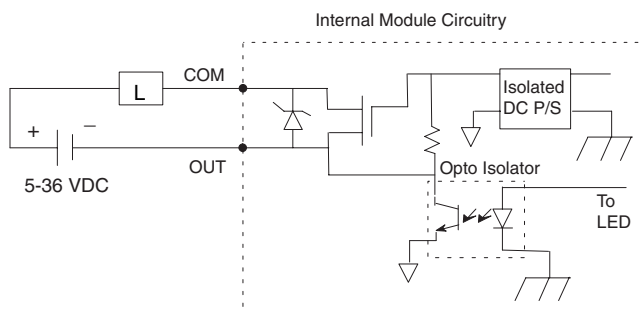 Internal Module Circuitry
COM
L
Isolated
DC P/S
+
–
OUT
Opto Isolator
5-36 VDC
To
LED